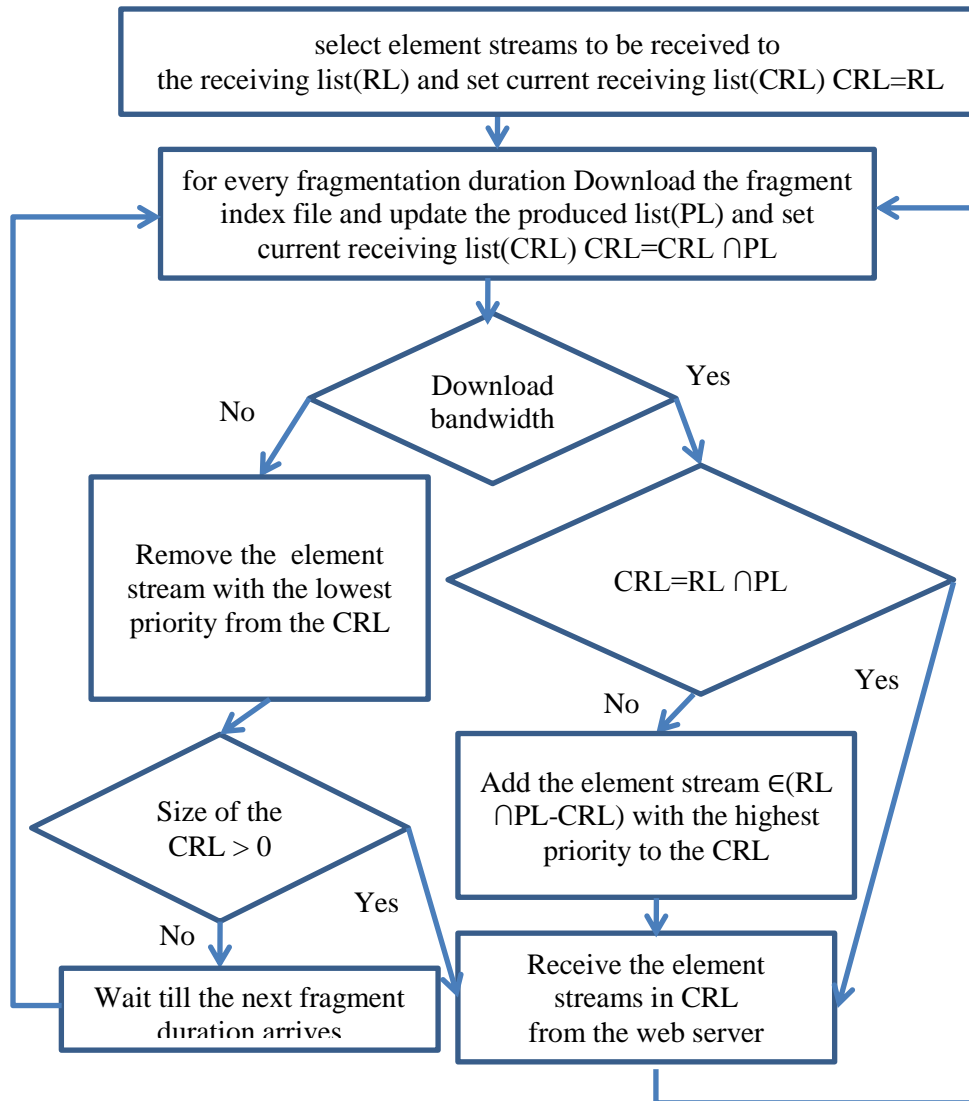 select element streams to be received to
the receiving list(RL) and set current receiving list(CRL) CRL=RL
for every fragmentation duration Download the fragment
index file and update the produced list(PL) and set
current receiving list(CRL) CRL=CRL ∩PL
Download
bandwidth
Yes
No
Remove the element
stream with the lowest
priority from the CRL
CRL=RL ∩PL
Yes
No
Size of the
CRL > 0
Add the element stream ∈(RL
∩PL-CRL) with the highest
priority to the CRL
Yes
No
Wait till the next fragment
duration arrives
Receive the element
streams in CRL
from the web server